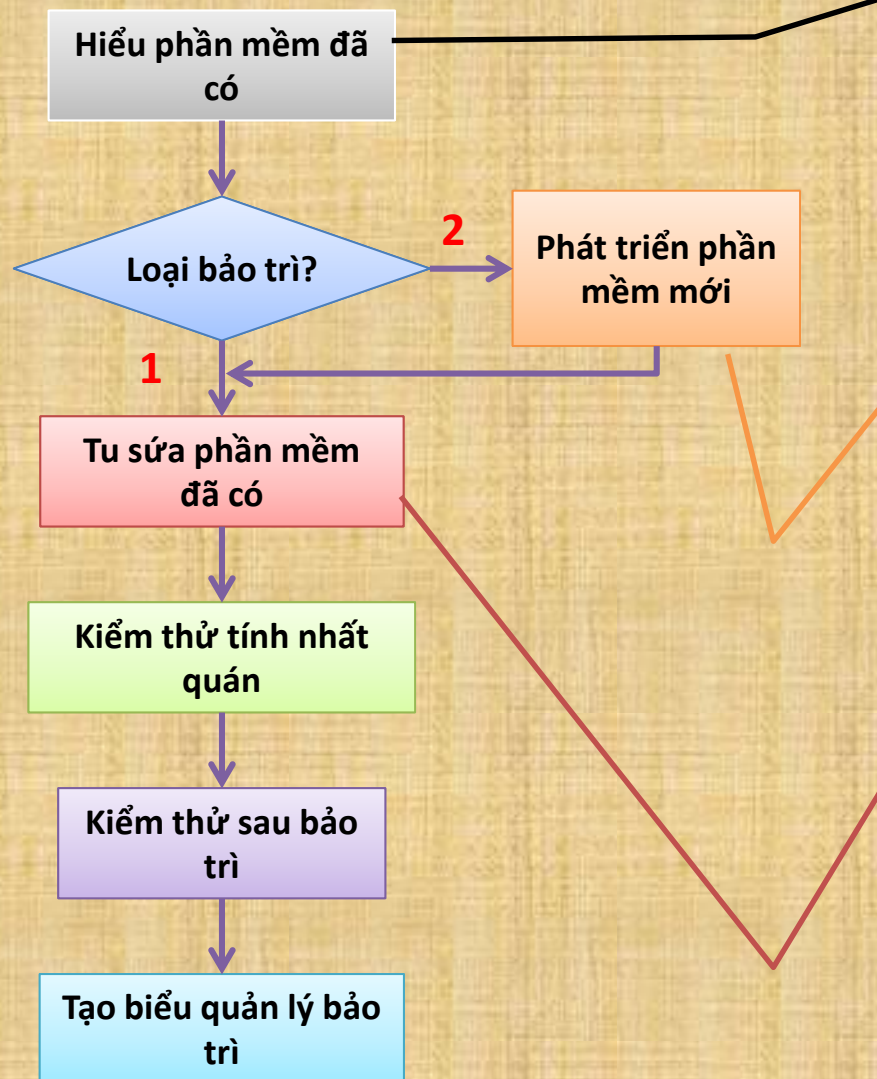 Hiểu phần mềm đã
có
Loại bảo trì?
2
Phát triển phần
mềm mới
1
Tu sứa phần mềm
đã có
Kiểm thử tính nhất
quán
Kiểm thử sau bảo
trì
Tạo biểu quản lý bảo
trì